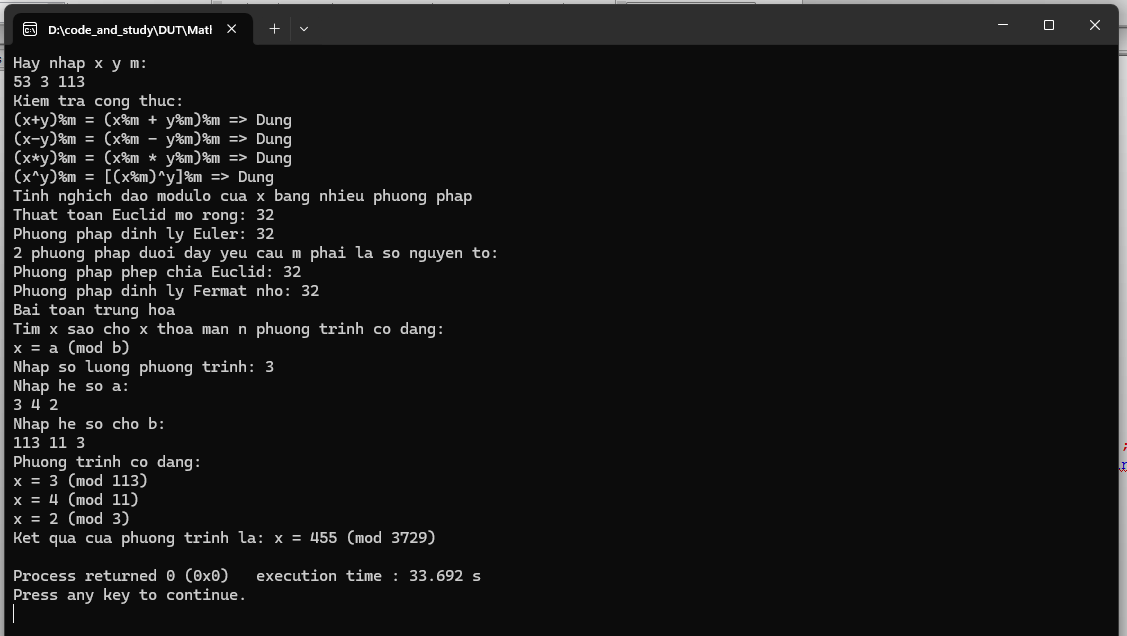 D:\code_and_study\DUT\Matl
Hay nhap x y m:
53 3 113
Kiem tra cong thuc:
(x+y)%m = (x%m + y%m)%m => Dung
(x-y)%m = (x%m - y%m)%m => Dung
(x*y)%m = (x%m * y%m)%m => Dung
(x^y)%m = [(x%m)^y]%m => Dung
Tinh nghich dao modulo cua x bang nhieu phuong phap
Thuat toan Euclid mo rong: 32
Phuong phap dinh ly Euler: 32
2 phuong phap duoi day yeu cau m phai la so nguyen to:
Phuong phap phep chia Euclid: 32
Phuong phap dinh ly Fermat nho: 32
Bai toan trung hoa
Tim x sao cho x thoa man n phuong trinh co dang:
x = a (mod b)
Nhap so luong phuong trinh: 3
Nhap he so a:
3 4 2
Nhap he so cho b:
113 11 3
Phuong trinh co dang:
x = 3 (mod 113)
x = 4 (mod 11)
x = 2 (mod 3)
Ket qua cua phuong trinh la: x = 455 (mod 3729)
Process returned 0 (0x0)   execution time : 33.692 s
Press any key to continue.